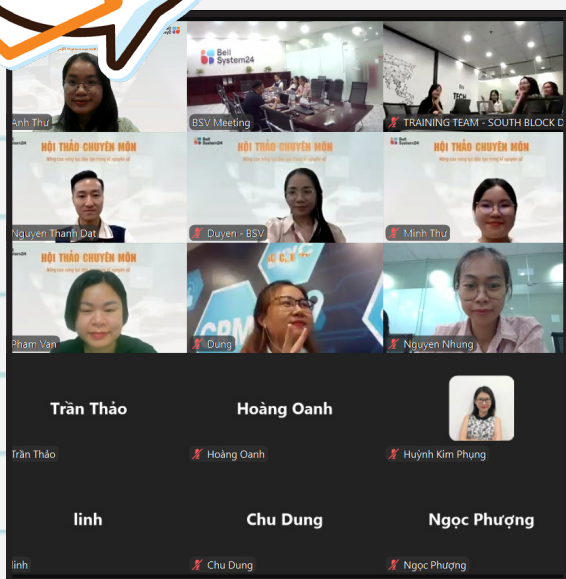 Anh Thư
Bell
System24
BSV Meeting
TECH
TRAINING TEAM - SOUTH BLOCK D
HỘI THẢO CHUYÊN MÔN
Nguyen Thanh Dat
HỘI THẢO CHUYÊN MÔN
Duyen - BSV
HỘI THẢO CHUYÊN MÔN
Minh Thư
HỘI THẢO CHUYÊN MÔN
Pham Van
CRM
Dung
Nguyen Nhung
Trần Thảo
Trần Thảo
Hoàng Oanh
Hoàng Oanh
Huỳnh Kim Phụng
linh
linh
Chu Dung
Chu Dung
Ngọc Phượng
Ngọc Phượng